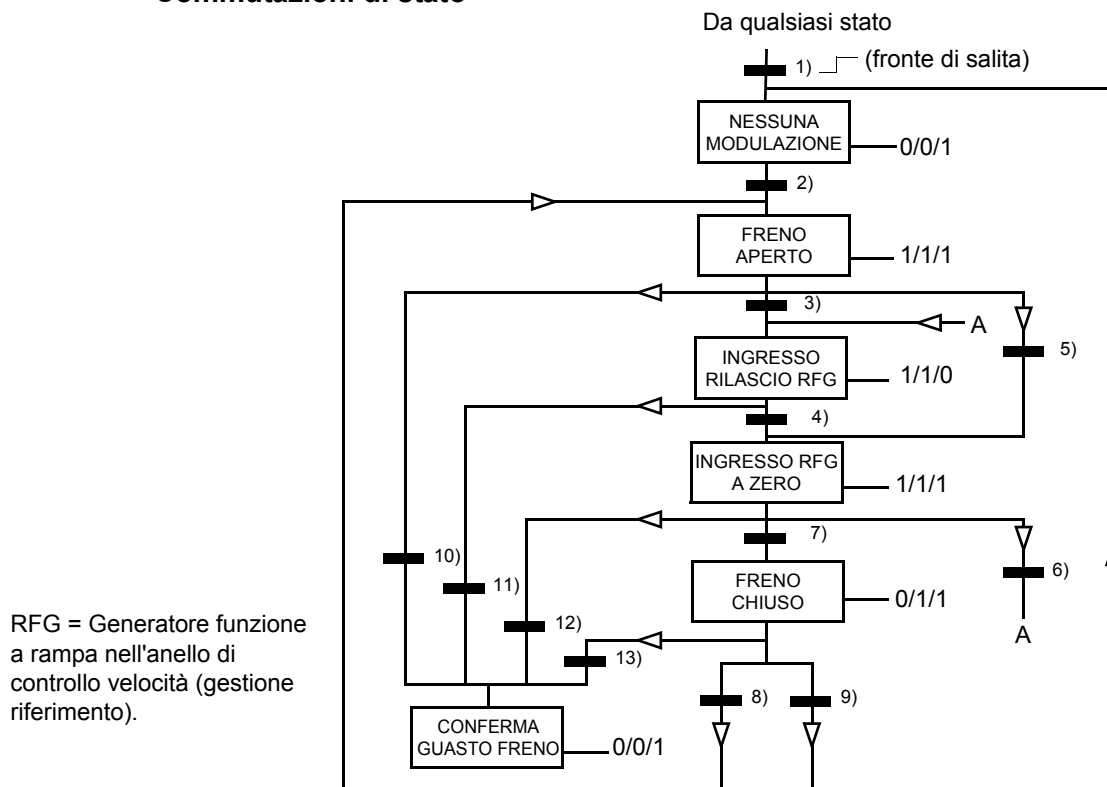 Commutazioni di stato
Da qualsiasi stato
1)
(fronte di salita)
NESSUNA
MODULAZIONE
0/0/1
2)
FRENO
APERTO
1/1/1
3)
A
5)
INGRESSO
RILASCIO RFG
1/1/0
4)
INGRESSO RFG
A ZERO
1/1/1
7)
10)
11)
12)
13)
6)
A
FRENO
CHIUSO
0/1/1
RFG = Generatore funzione
a rampa nell'anello di
controllo velocità (gestione
riferimento).
8)
9)
CONFERMA
GUASTO FRENO
0/0/1